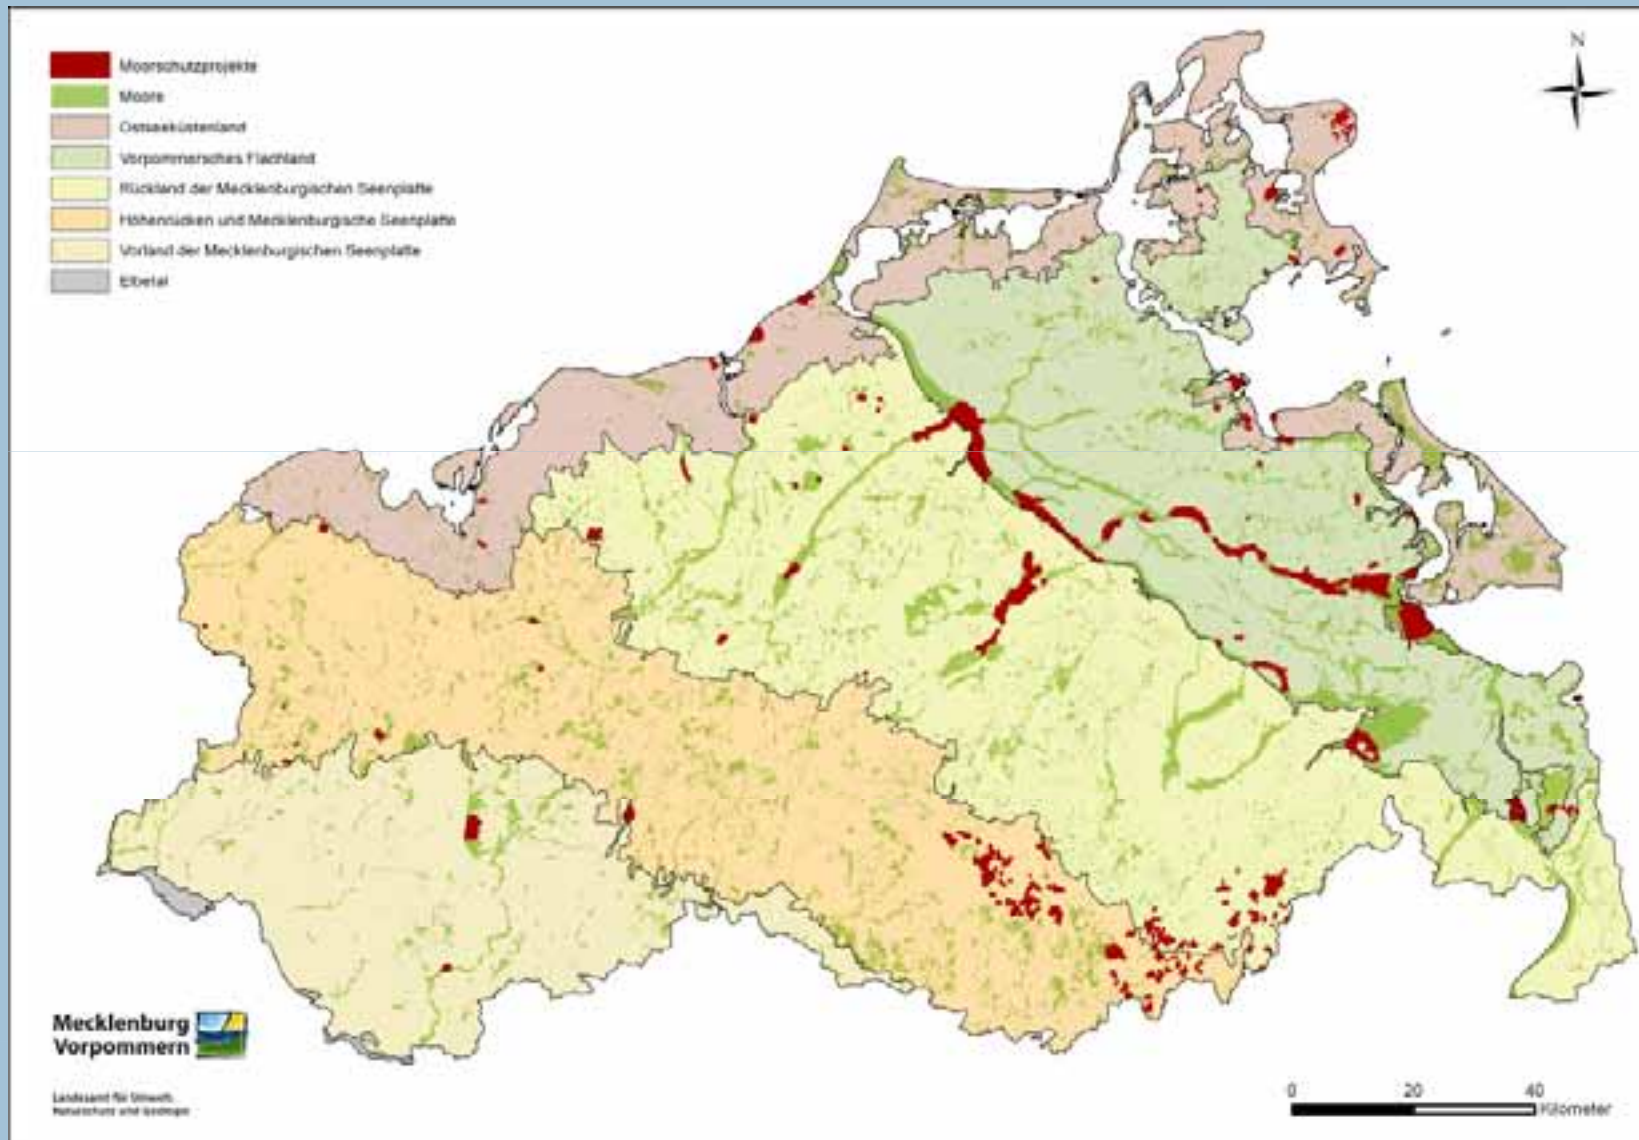 Moorschutzprojekte
Moore
Ostseeküstenland
Vorpommersches Flachland
Rückland der Mecklenburgischen Seenplatte
Höhenrücken und Mecklenburgische Seenplatte
Vorland der Mecklenburgischen Seenplatte
Elbetal
N
Mecklenburg
Vorpommern
Landesamt für Umwelt,
Naturschutz und Geologie
0 20 40
Kilometer